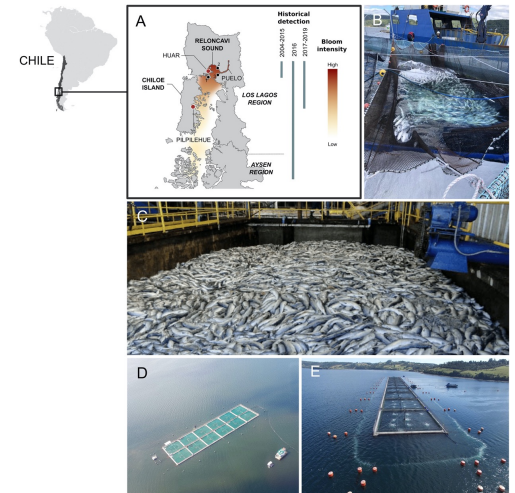 CHILE
A
Historical
detection
2004-2015
2016
2017-2019
Bloom
intensity
High
Low
RELONCAVI
SOUND
HUAR
PUELO
CHILOE
ISLAND
LOS LAGOS
REGION
PILPILEHUE
AYSEN
REGION
B
C
D
E